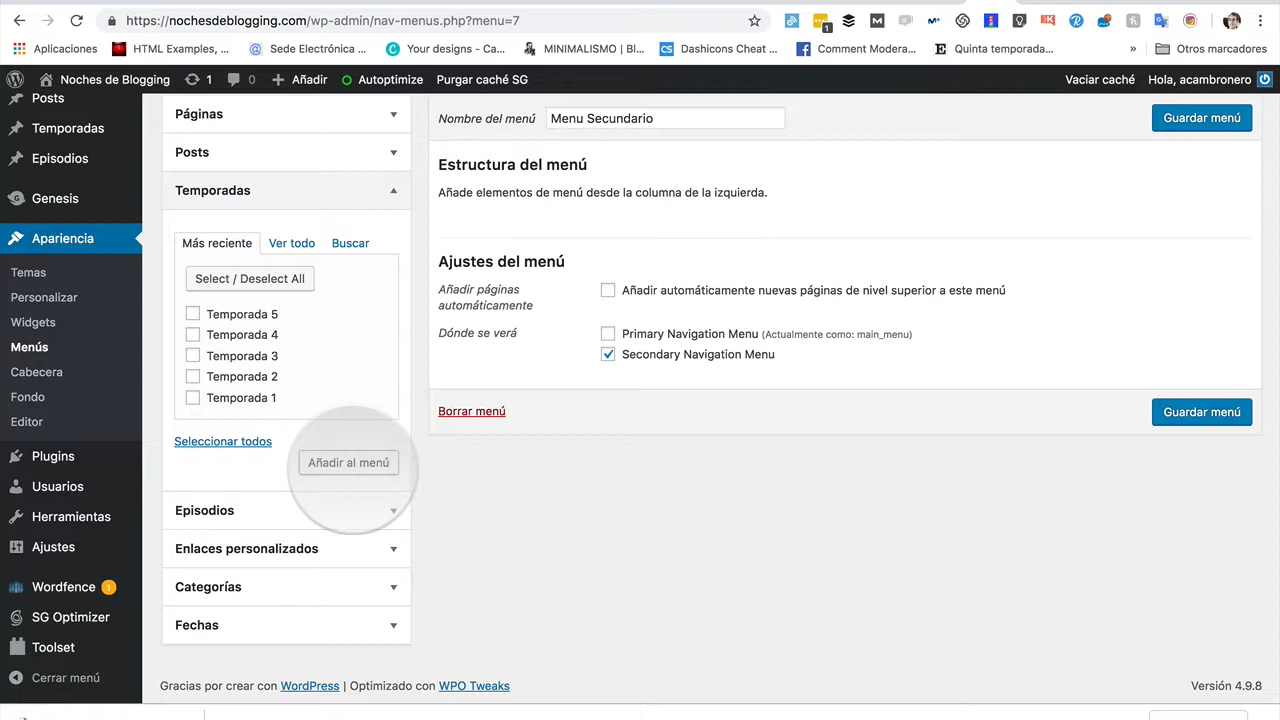 https://nochesdeblogging.com/wp-admin/nav-menus.php?menu=7
1
Aplicaciones
HTML Examples, ...
Sede Electrónica ...
Your designs - Ca...
MINIMALISMO | Bl...
Dashicons Cheat ...
Comment Modera...
Quinta temporada...
»
Otros marcadores
Noches de Blogging
1
0
Añadir
Autoptimize
Purgar caché SG
Vaciar caché
Hola, acambronero
Posts
Temporadas
Episodios
Genesis
Apariencia
Temas
Personalizar
Widgets
Menús
Cabecera
Fondo
Editor
Plugins
Usuarios
Herramientas
Ajustes
Wordfence 1
SG Optimizer
Toolset
Cerrar menú
Páginas
Posts
Temporadas
Más reciente
Ver todo
Buscar
Select / Deselect All
Temporada 5
Temporada 4
Temporada 3
Temporada 2
Temporada 1
Seleccionar todos
Añadir al menú
Episodios
Enlaces personalizados
Categorías
Fechas
Nombre del menú
Menu Secundario
Guardar menú
Estructura del menú
Añade elementos de menú desde la columna de la izquierda.
Ajustes del menú
Añadir páginas
automáticamente
Añadir automáticamente nuevas páginas de nivel superior a este menú
Dónde se verá
Primary Navigation Menu (Actualmente como: main_menu)
Secondary Navigation Menu
Borrar menú
Guardar menú
Gracias por crear con WordPress | Optimizado con WPO Tweaks
Versión 4.9.8